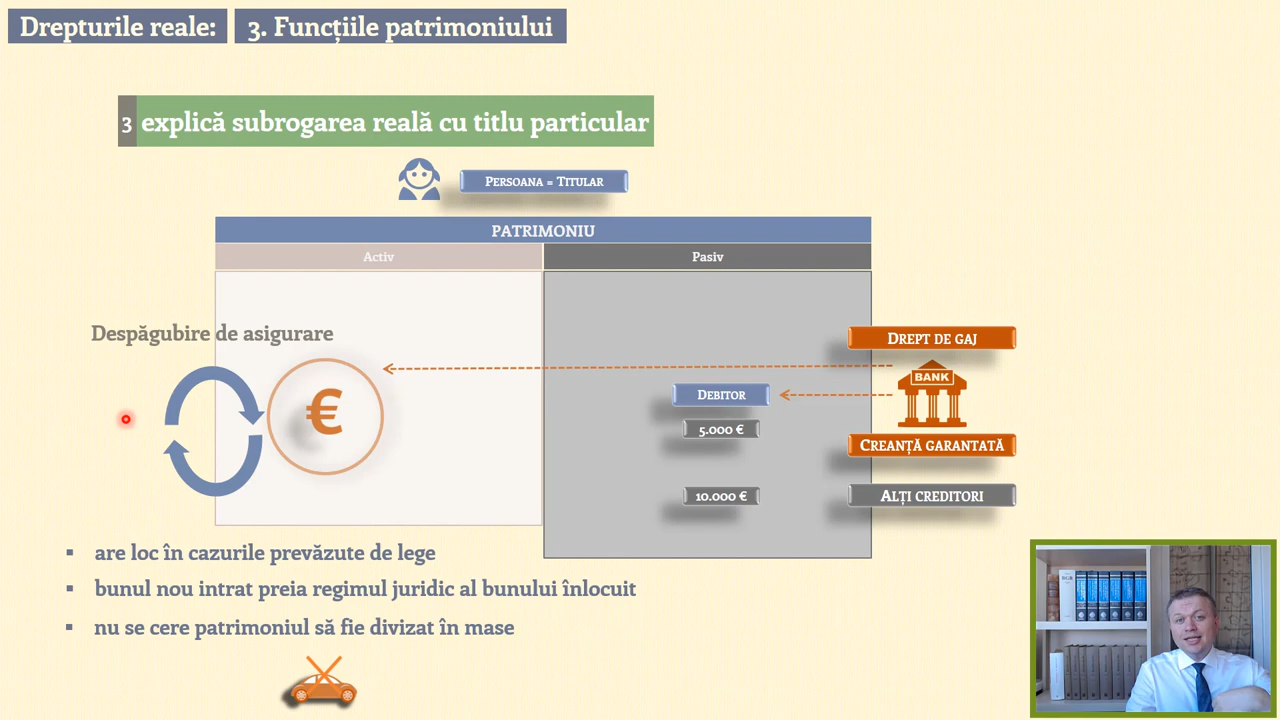 Drepturile reale: 3. Funcțiile patrimoniului
3 explică subrogarea reală cu titlu particular
Persoana = Titular
PATRIMONIU
Activ Pasiv
Despăgubire de asigurare
Drept de gaj
BANK
€
Debitor
5.000 €
Creanță garantată
10.000 €
Alți creditori
▪ are loc în cazurile prevăzute de lege
▪ bunul nou intrat preia regimul juridic al bunului înlocuit
▪ nu se cere patrimoniul să fie divizat în mase